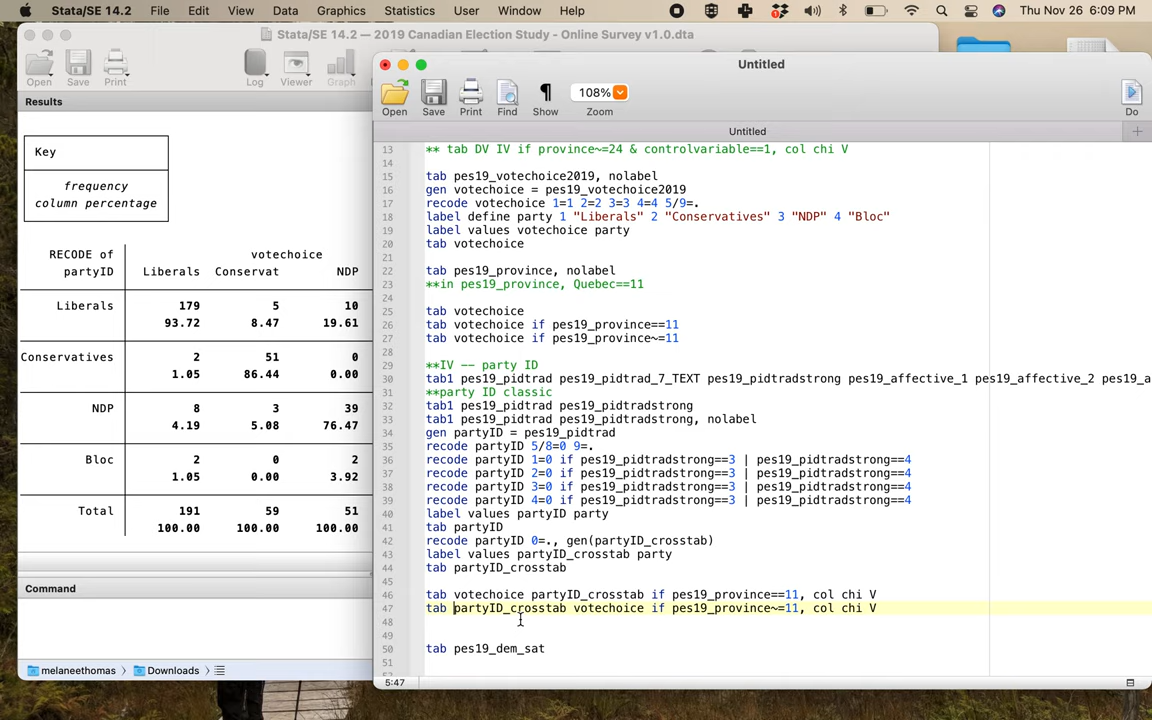 Stata/SE 14.2 File Edit View Data Graphics Statistics User Window Help Thu Nov 26 6:09 PM
Stata/SE 14.2 — 2019 Canadian Election Study - Online Survey v1.0.dta
Open Save Print Log Viewer Graph
Results
Key
frequency
column percentage
RECODE of votechoice
partyID Liberals Conservat NDP
Liberals 179 5 10
93.72 8.47 19.61
Conservatives 2 51 0
1.05 86.44 0.00
NDP 8 3 39
4.19 5.08 76.47
Bloc 2 0 2
1.05 0.00 3.92
Total 191 59 51
100.00 100.00 100.00
Command
melaneethomas Downloads
Untitled
108%
Open Save Print Find Show Zoom Do
Untitled
13 ** tab DV IV if province~=24 & controlvariable==1, col chi V
14
15 tab pes19_votechoice2019, nolabel
16 gen votechoice = pes19_votechoice2019
17 recode votechoice 1=1 2=2 3=3 4=4 5/9=.
18 label define party 1 "Liberals" 2 "Conservatives" 3 "NDP" 4 "Bloc"
19 label values votechoice party
20 tab votechoice
21
22 tab pes19_province, nolabel
23 **in pes19_province, Quebec==11
24
25 tab votechoice
26 tab votechoice if pes19_province==11
27 tab votechoice if pes19_province~=11
28
29 **IV -- party ID
30 tab1 pes19_pidtrad pes19_pidtrad_7_TEXT pes19_pidtradstrong pes19_affective_1 pes19_affective_2 pes19_a
31 **party ID classic
32 tab1 pes19_pidtrad pes19_pidtradstrong
33 tab1 pes19_pidtrad pes19_pidtradstrong, nolabel
34 gen partyID = pes19_pidtrad
35 recode partyID 5/8=0 9=.
36 recode partyID 1=0 if pes19_pidtradstrong==3 | pes19_pidtradstrong==4
37 recode partyID 2=0 if pes19_pidtradstrong==3 | pes19_pidtradstrong==4
38 recode partyID 3=0 if pes19_pidtradstrong==3 | pes19_pidtradstrong==4
39 recode partyID 4=0 if pes19_pidtradstrong==3 | pes19_pidtradstrong==4
40 label values partyID party
41 tab partyID
42 recode partyID 0=., gen(partyID_crosstab)
43 label values partyID_crosstab party
44 tab partyID_crosstab
45
46 tab votechoice partyID_crosstab if pes19_province==11, col chi V
47 tab partyID_crosstab votechoice if pes19_province~=11, col chi V
48
49
50 tab pes19_dem_sat
51
5:47